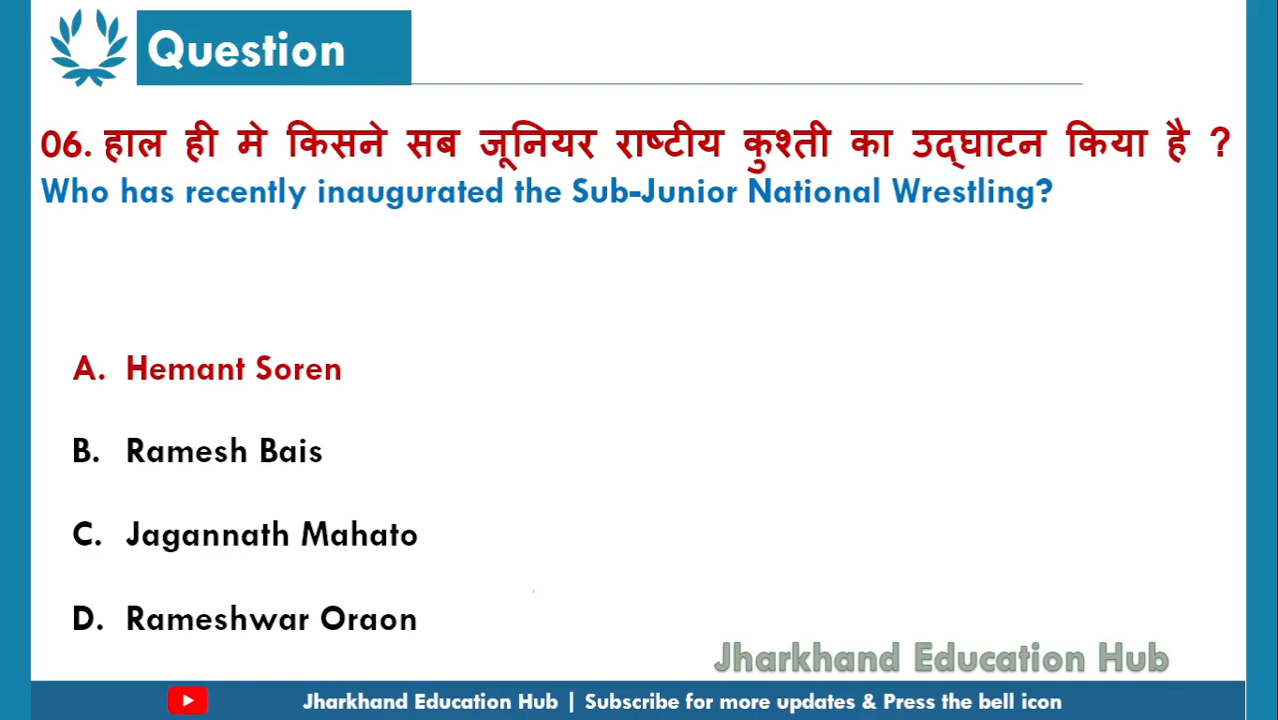 Question
06. हाल ही मे किसने सब जूनियर राष्टीय कुश्ती का उद्घाटन किया है ?
Who has recently inaugurated the Sub-Junior National Wrestling?
A. Hemant Soren
B. Ramesh Bais
C. Jagannath Mahato
D. Rameshwar Oraon
Jharkhand Education Hub
Jharkhand Education Hub | Subscribe for more updates & Press the bell icon